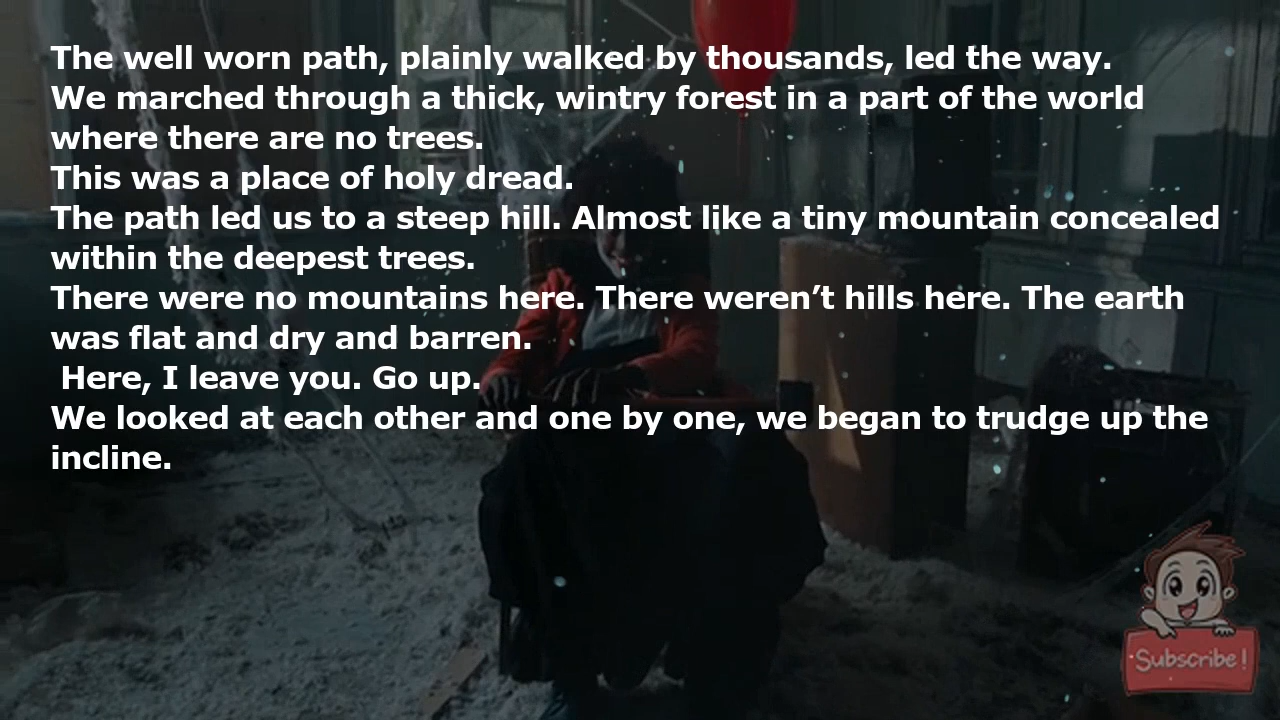 The well worn path, plainly walked by thousands, led the way.
We marched through a thick, wintry forest in a part of the world
where there are no trees.
This was a place of holy dread.
The path led us to a steep hill. Almost like a tiny mountain concealed
within the deepest trees.
There were no mountains here. There weren’t hills here. The earth
was flat and dry and barren.
Here, I leave you. Go up.
We looked at each other and one by one, we began to trudge up the
incline.
Subscribe!